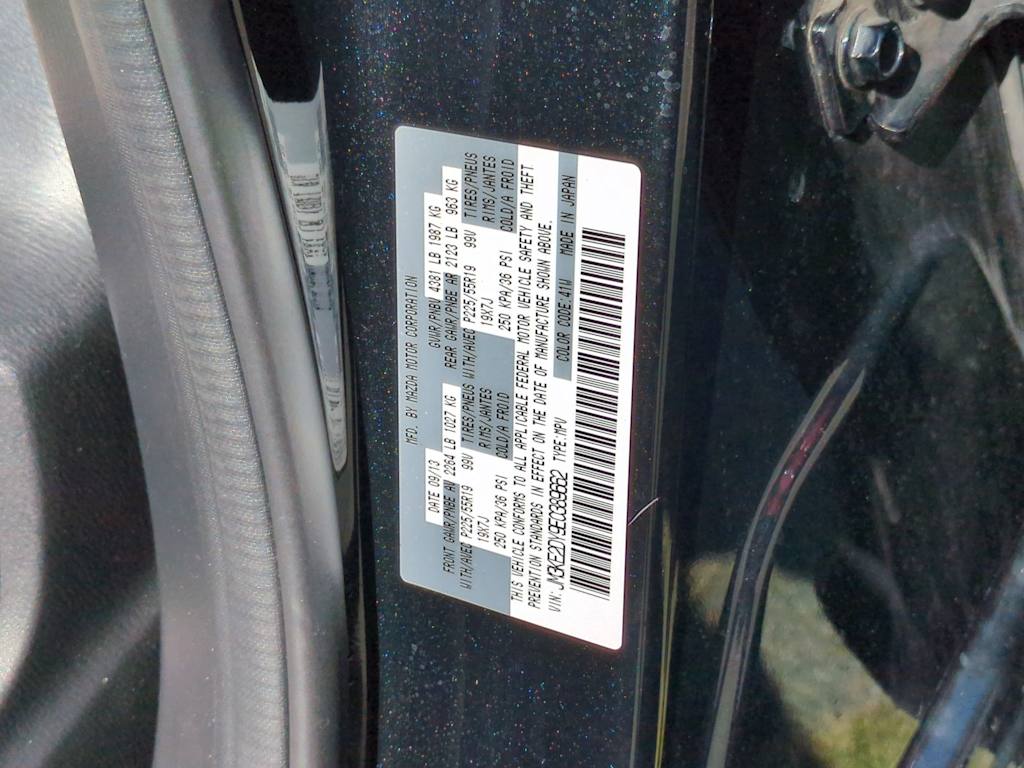 MFD. BY MAZDA MOTOR CORPORATION
DATE 09/13 GVWR/PNBV 4381 LB 1987 KG
FRONT GAWR/PNBE AV 2264 LB 1027 KG REAR GAWR/PNBE AR 2123 LB 963 KG
WITH/AVEC P225/55R19 99V TIRES/PNEUS WITH/AVEC P225/55R19 99V TIRES/PNEUS
19X7J RIMS/JANTES 19X7J RIMS/JANTES
250 KPA/36 PSI COLD/A FROID 250 KPA/36 PSI COLD/A FROID
THIS VEHICLE CONFORMS TO ALL APPLICABLE FEDERAL MOTOR VEHICLE SAFETY AND THEFT
PREVENTION STANDARDS IN EFFECT ON THE DATE OF MANUFACTURE SHOWN ABOVE.
VIN: TYPE:MPV COLOR CODE:41W MADE IN JAPAN